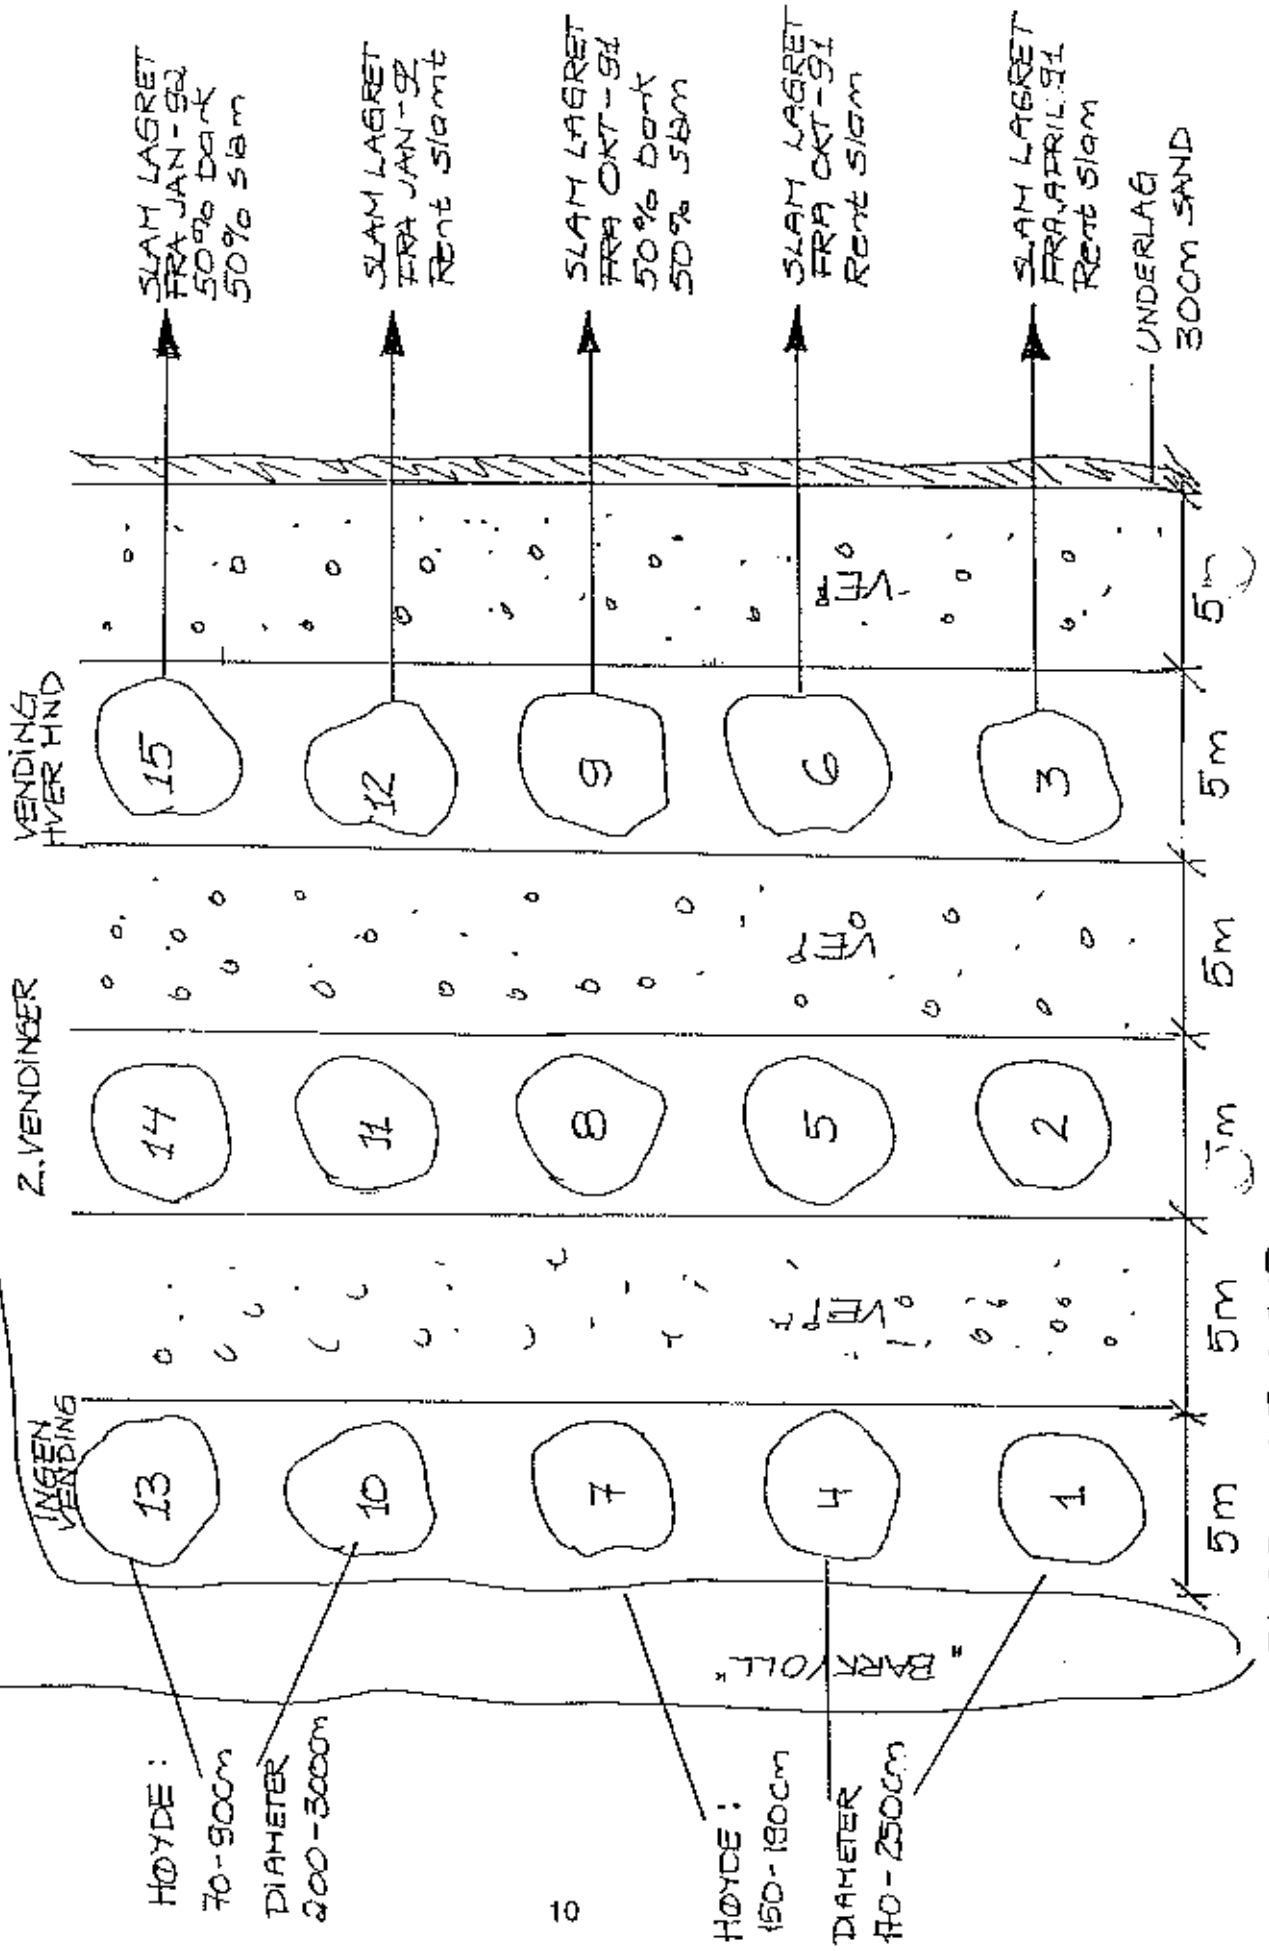 INGEN
VENDING
2. VENDINGER
VENDING
HVER MND
13
14
15
SLAM LAGRET
FRA JAN-92
50% bark
50% slam
10
11
12
SLAM LAGRET
FRA JAN-92
Rent slamt
7
8
9
SLAM LAGRET
FRA OKT-91
50% bark
50% slam
4
5
6
SLAM LAGRET
FRA OKT-91
Rent slam
1
2
3
SLAM LAGRET
FRA.APRIL.91
Rent slam
VEI
VEI
VEI
UNDERLAG
300cm SAND
HØYDE:
70-90cm
DIAMETER
200-300cm
HØYDE:
150-190cm
DIAMETER
170-250cm
"BARKVOLL"
5m
5m
5m
5m
5m
5m
10